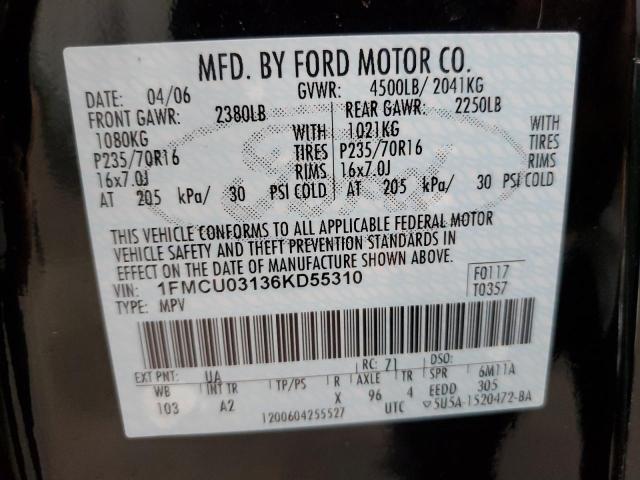 MFD. BY FORD MOTOR CO.
DATE: 04/06 GVWR: 4500LB/ 2041KG
FRONT GAWR: 2380LB REAR GAWR: 2250LB
1080KG WITH 1021KG WITH
P235/70R16 TIRES P235/70R16 TIRES
16x7.0J RIMS 16x7.0J RIMS
AT 205 kPa/ 30 PSI COLD AT 205 kPa/ 30 PSI COLD
THIS VEHICLE CONFORMS TO ALL APPLICABLE FEDERAL MOTOR
VEHICLE SAFETY AND THEFT PREVENTION STANDARDS IN
EFFECT ON THE DATE OF MANUFACTURE SHOWN ABOVE.
VIN: 1FMCU03136KD55310 F0117
TYPE: MPV T0357
EXT PNT: UA RC: 71 DSO:
WB INT TR TP/PS R AXLE TR SPR 6M11A
103 A2 X 96 4 EEDD 305
1200604255527 UTC 5U5A-1520472-BA